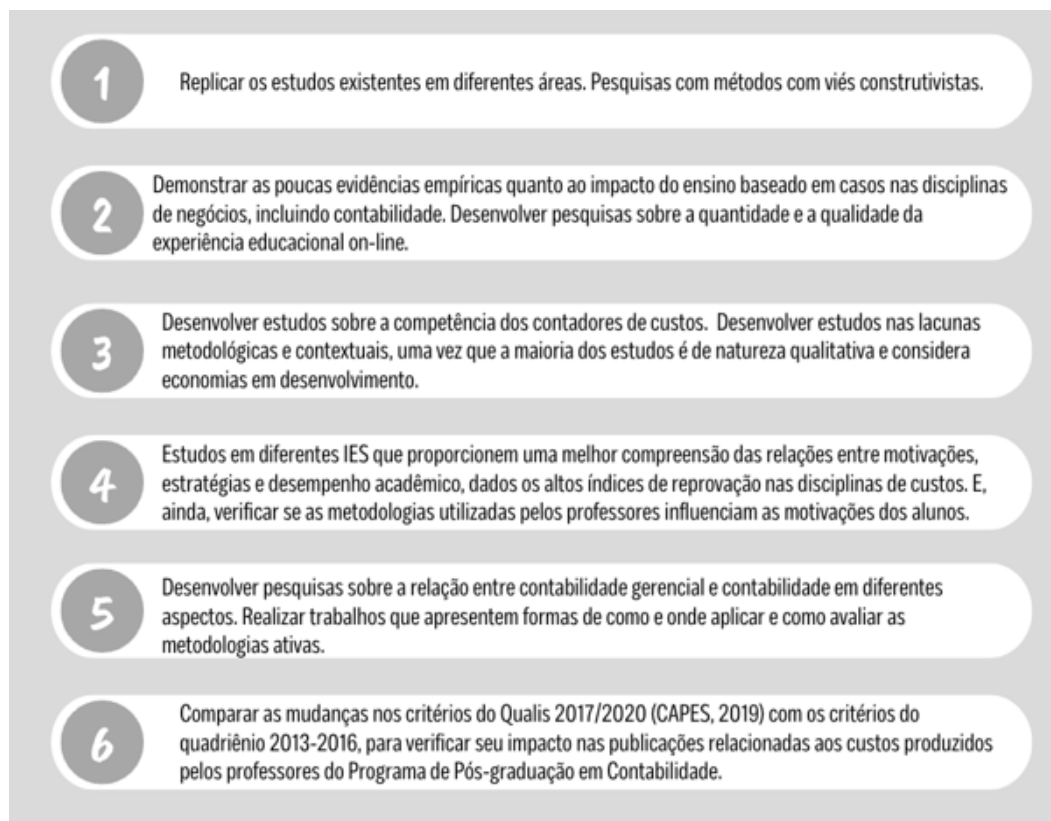 1
Replicar os estudos existentes em diferentes áreas. Pesquisas com métodos com viés construtivistas.
2
Demonstrar as poucas evidências empíricas quanto ao impacto do ensino baseado em casos nas disciplinas
de negócios, incluindo contabilidade. Desenvolver pesquisas sobre a quantidade e a qualidade da
experiência educacional on-line.
3
Desenvolver estudos sobre a competência dos contadores de custos. Desenvolver estudos nas lacunas
metodológicas e contextuais, uma vez que a maioria dos estudos é de natureza qualitativa e considera
economias em desenvolvimento.
4
Estudos em diferentes IES que proporcionem uma melhor compreensão das relações entre motivações,
estratégias e desempenho acadêmico, dados os altos índices de reprovação nas disciplinas de custos. E,
ainda, verificar se as metodologias utilizadas pelos professores influenciam as motivações dos alunos.
5
Desenvolver pesquisas sobre a relação entre contabilidade gerencial e contabilidade em diferentes
aspectos. Realizar trabalhos que apresentem formas de como e onde aplicar e como avaliar as
metodologias ativas.
6
Comparar as mudanças nos critérios do Qualis 2017/2020 (CAPES, 2019) com os critérios do
quadriênio 2013-2016, para verificar seu impacto nas publicações relacionadas aos custos produzidos
pelos professores do Programa de Pós-graduação em Contabilidade.